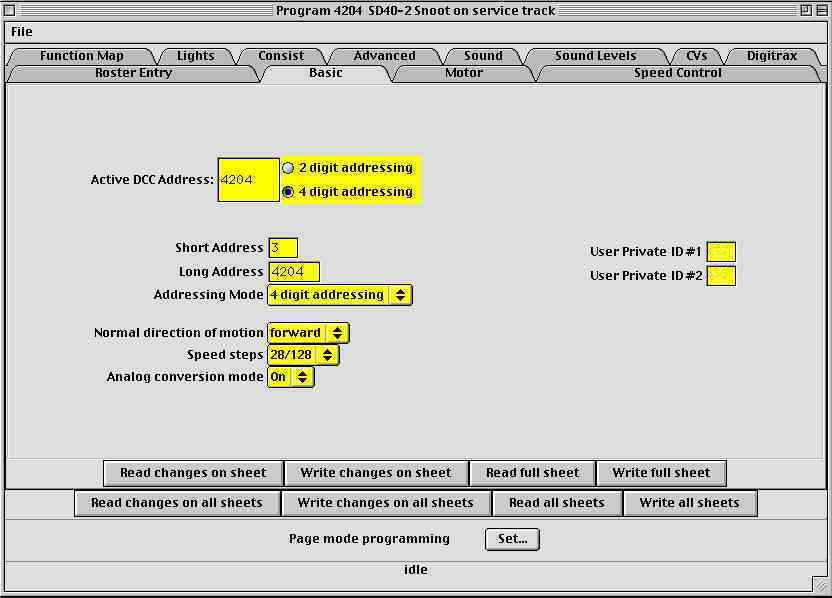 Program 4204 SD40-2 Snoot on service track
File
Function Map Lights Consist Advanced Sound Sound Levels CVs Digitrax
Roster Entry Basic Motor Speed Control
Active DCC Address: 4204 2 digit addressing
4 digit addressing
Short Address 3
Long Address 4204
Addressing Mode 4 digit addressing
User Private ID #1
User Private ID #2
Normal direction of motion forward
Speed steps 28/128
Analog conversion mode On
Read changes on sheet Write changes on sheet Read full sheet Write full sheet
Read changes on all sheets Write changes on all sheets Read all sheets Write all sheets
Page mode programming Set...
idle